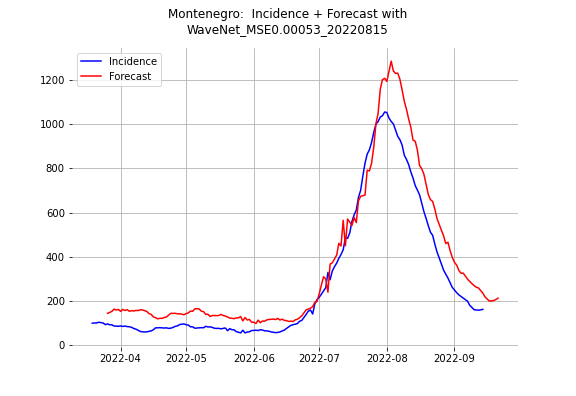 Montenegro:  Incidence + Forecast with
WaveNet_MSE0.00053_20220815
Incidence
Forecast
1200
1000
800
600
400
200
0
2022-04 2022-05 2022-06 2022-07 2022-08 2022-09